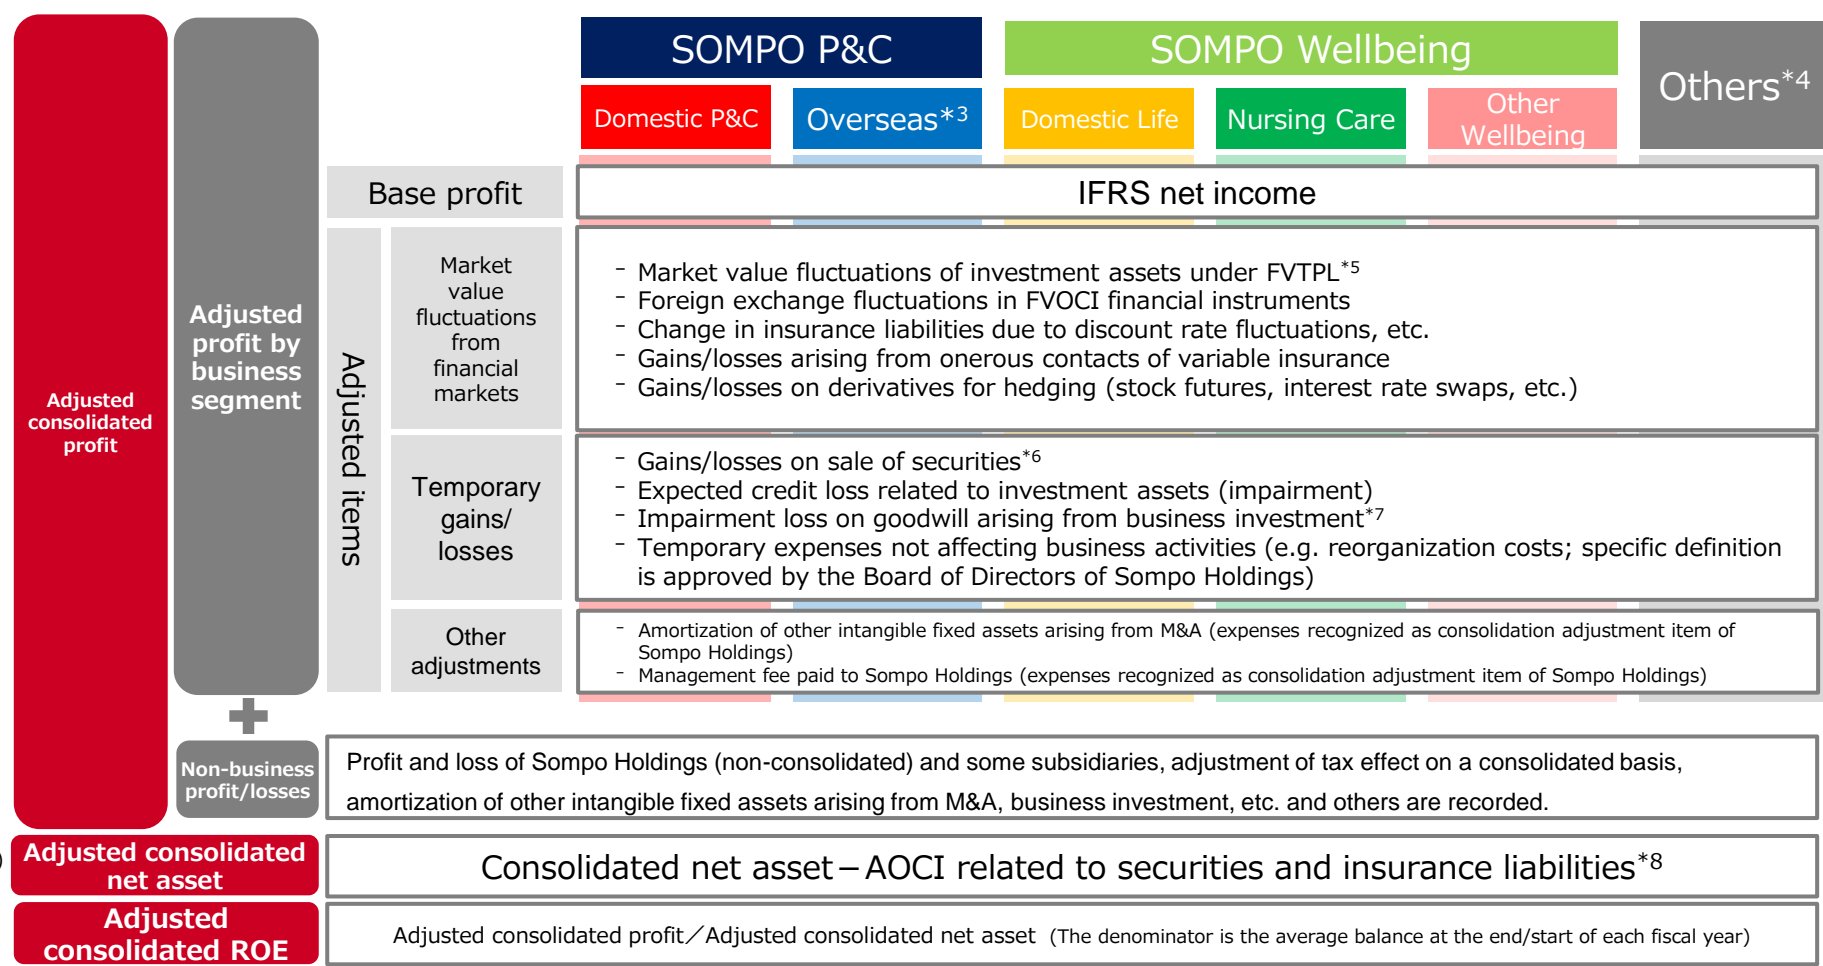 SOMPO P&C
SOMPO Wellbeing
Others*4
Domestic P&C
Overseas*3
Domestic Life
Nursing Care
Other
Wellbeing
Adjusted
consolidated
profit
Adjusted
profit by
business
segment
Base profit
IFRS net income
Adjusted items
Market
value
fluctuations
from
financial
markets
- Market value fluctuations of investment assets under FVTPL*5
- Foreign exchange fluctuations in FVOCI financial instruments
- Change in insurance liabilities due to discount rate fluctuations, etc.
- Gains/losses arising from onerous contacts of variable insurance
- Gains/losses on derivatives for hedging (stock futures, interest rate swaps, etc.)
Temporary
gains/
losses
- Gains/losses on sale of securities*6
- Expected credit loss related to investment assets (impairment)
- Impairment loss on goodwill arising from business investment*7
- Temporary expenses not affecting business activities (e.g. reorganization costs; specific definition
is approved by the Board of Directors of Sompo Holdings)
Other
adjustments
- Amortization of other intangible fixed assets arising from M&A (expenses recognized as consolidation adjustment item of
Sompo Holdings)
- Management fee paid to Sompo Holdings (expenses recognized as consolidation adjustment item of Sompo Holdings)
Non-business
profit/losses
Profit and loss of Sompo Holdings (non-consolidated) and some subsidiaries, adjustment of tax effect on a consolidated basis,
amortization of other intangible fixed assets arising from M&A, business investment, etc. and others are recorded.
Adjusted consolidated
net asset
Consolidated net asset－AOCI related to securities and insurance liabilities*8
Adjusted
consolidated ROE
Adjusted consolidated profit／Adjusted consolidated net asset (The denominator is the average balance at the end/start of each fiscal year)